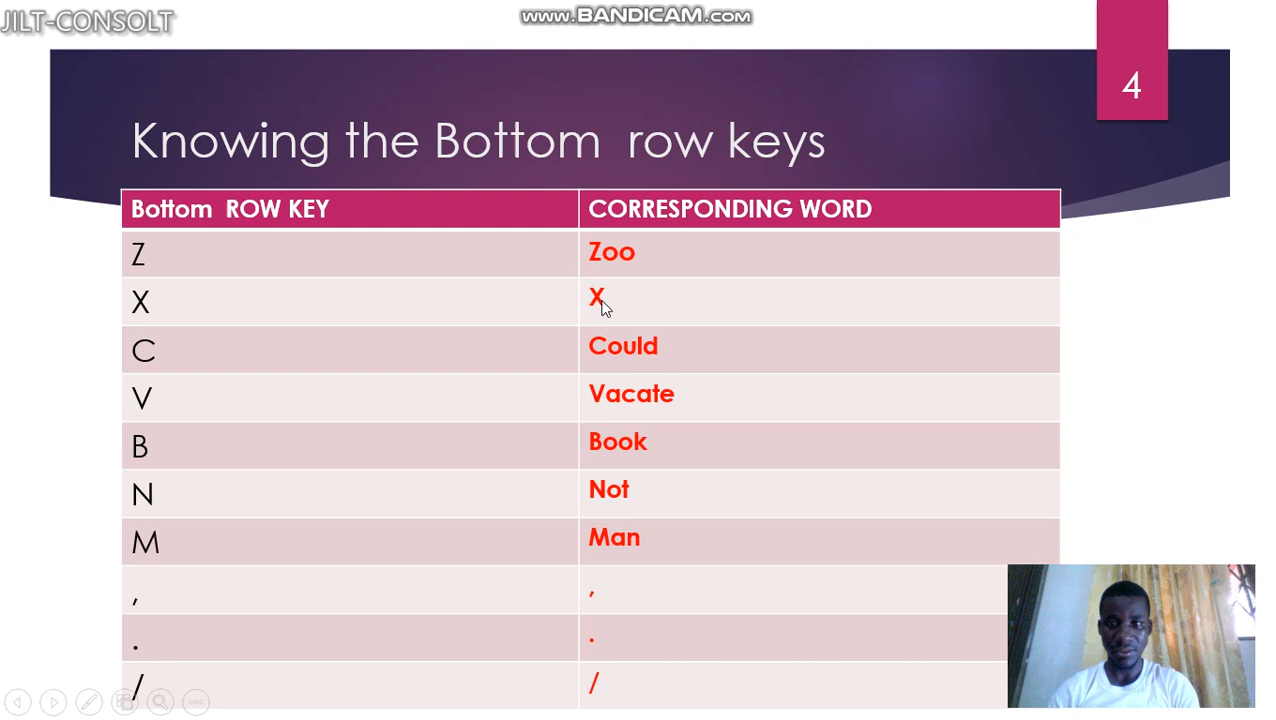 JILT-CONSOLT
www.BANDICAM.com
4
Knowing the Bottom row keys
Bottom ROW KEY CORRESPONDING WORD
Z Zoo
X X
C Could
V Vacate
B Book
N Not
M Man
, ,
. .
/ /